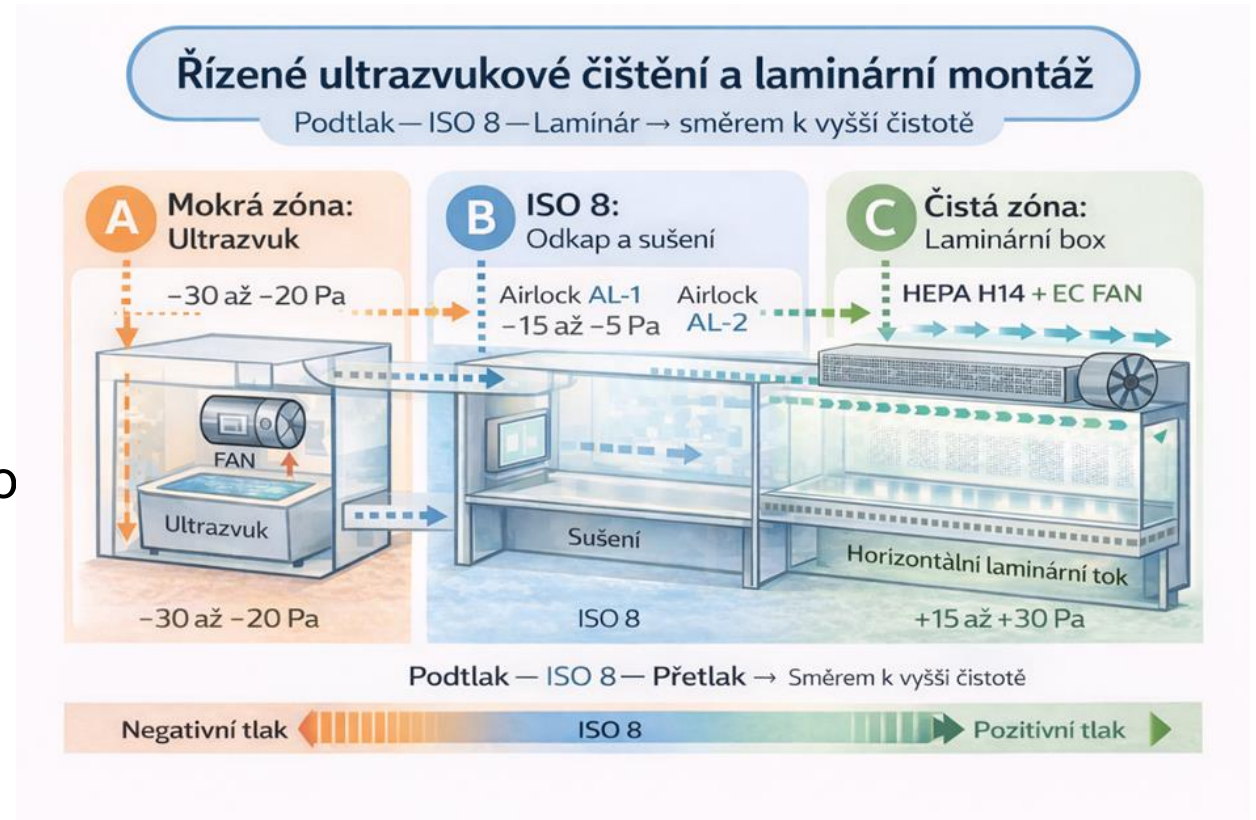 Řízené ultrazvukové čištění a laminární montáž
Podtlak — ISO 8 — Lamínár → směrem k vyšší čistotě
A Mokrá zóna:
Ultrazvuk
B ISO 8:
Odkap a sušení
C Čistá zóna:
Laminární box
−30 až −20 Pa
Airlock AL-1
−15 až −5 Pa
Airlock
AL-2
HEPA H14 + EC FAN
FAN
Ultrazvuk
Sušení
Horizontàlní laminární tok
−30 až −20 Pa
ISO 8
+15 až +30 Pa
Podtlak — ISO 8 — Přetlak → Směrem k vyšši čistotě
Negativní tlak
ISO 8
Pozitivní tlak